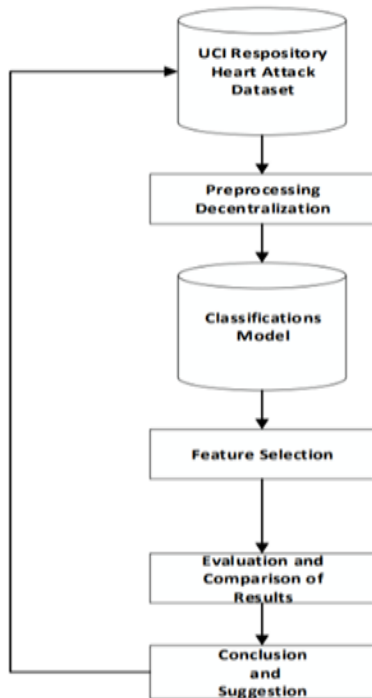 UCI Respository
Heart Attack
Dataset
Preprocessing
Decentralization
Classifications
Model
Feature Selection
Evaluation and
Comparison of
Results
Conclusion
and
Suggestion